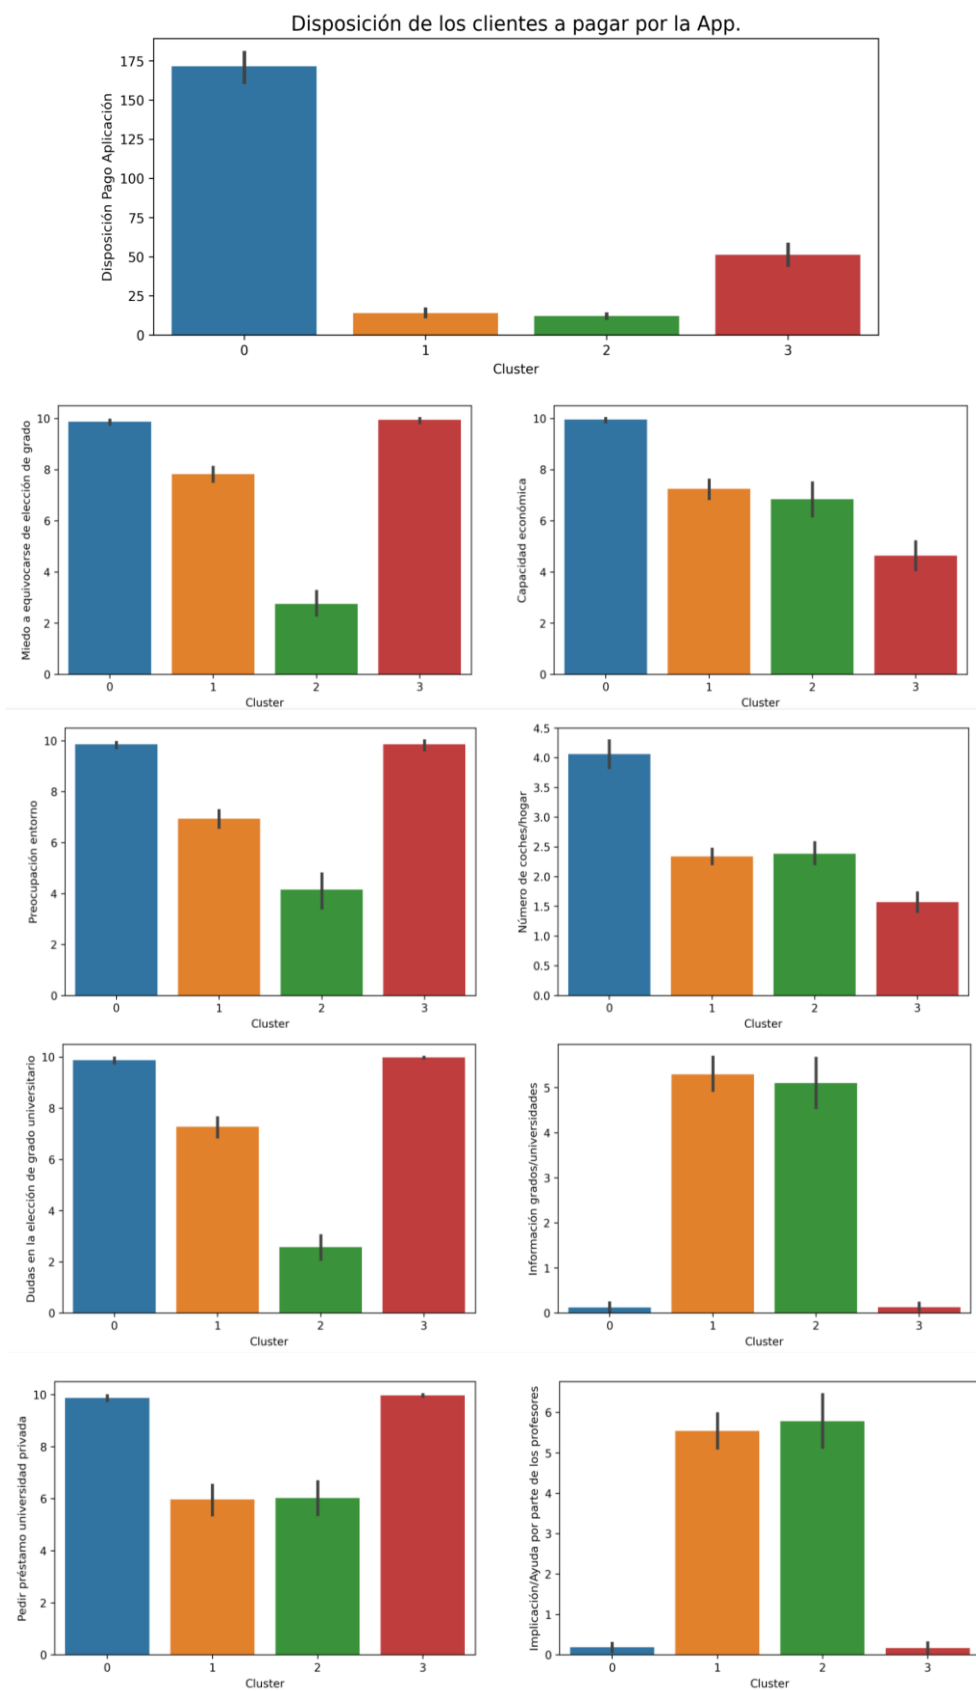 Disposición de los clientes a pagar por la App.
Disposición Pago Aplicación
175
150
125
100
75
50
25
0
0 1 2 3
Cluster
Miedo a equivocarse de elección de grado
10
8
6
4
2
0
0 1 2 3
Cluster
Capacidad económica
10
8
6
4
2
0
0 1 2 3
Cluster
Preocupación entorno
10
8
6
4
2
0
0 1 2 3
Cluster
Número de coches/hogar
4.5
4.0
3.5
3.0
2.5
2.0
1.5
1.0
0.5
0.0
0 1 2 3
Cluster
Dudas en la elección de grado universitario
10
8
6
4
2
0
0 1 2 3
Cluster
Información grados/universidades
5
4
3
2
1
0
0 1 2 3
Cluster
Pedir préstamo universidad privada
10
8
6
4
2
0
0 1 2 3
Cluster
Implicación/Ayuda por parte de los profesores
6
5
4
3
2
1
0
0 1 2 3
Cluster